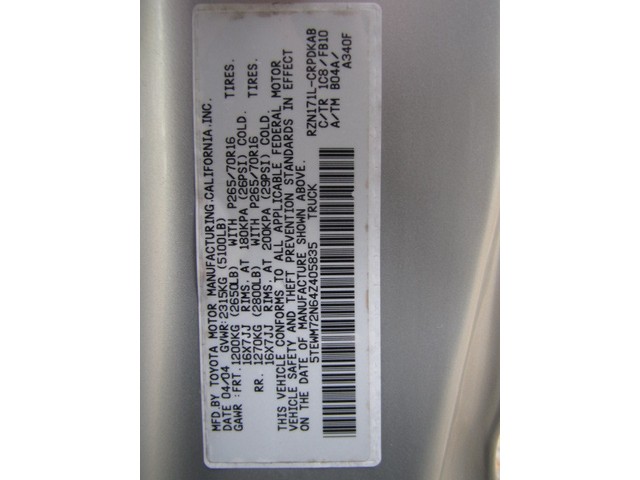 MFD.BY TOYOTA MOTOR MANUFACTURING,CALIFORNIA,INC.
DATE 04/04 GVWR:2315KG (5100LB)
GAWR :FRT.1200KG (2650LB) WITH P265/70R16 TIRES.
16X7JJ RIMS. AT 180KPA (26PSI) COLD.
RR. 1270KG (2800LB) WITH P265/70R16 TIRES.
16X7JJ RIMS. AT 200KPA (29PSI) COLD.
THIS VEHICLE CONFORMS TO ALL APPLICABLE FEDERAL MOTOR
VEHICLE SAFETY AND THEFT PREVENTION STANDARDS IN EFFECT
ON THE DATE OF MANUFACTURE SHOWN ABOVE.
5TEWM72N64Z405835 TRUCK
RZN171L-CRPDKAB
C/TR 1C8/FB10
A/TM B04A/
A340F